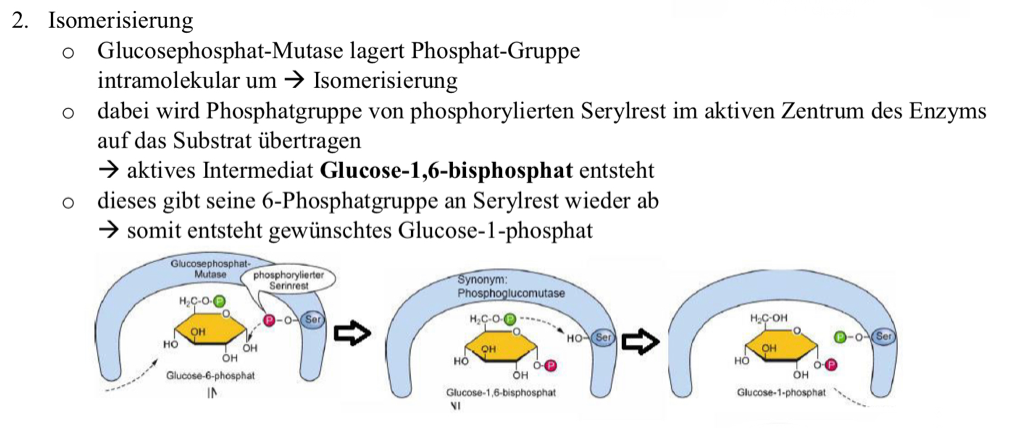 2. Isomerisierung
o Glucosephosphat-Mutase lagert Phosphat-Gruppe
intramolekular um → Isomerisierung
o dabei wird Phosphatgruppe von phosphorylierten Serylrest im aktiven Zentrum des Enzyms
auf das Substrat übertragen
→ aktives Intermediat Glucose-1,6-bisphosphat entsteht
o dieses gibt seine 6-Phosphatgruppe an Serylrest wieder ab
→ somit entsteht gewünschtes Glucose-1-phosphat
Glucosephosphat-
Mutase
phosphorylierter
Serinrest
H₂C-O-P
O
P-O-Ser
OH
HO
OH
OH
Glucose-6-phosphat
Synonym:
Phosphoglucomutase
H₂C-O-P
O
HO-Ser
OH
HO
O-P
OH
Glucose-1,6-bisphosphat
H₂C-OH
O
P-O-Ser
OH
HO
O-P
OH
Glucose-1-phosphat